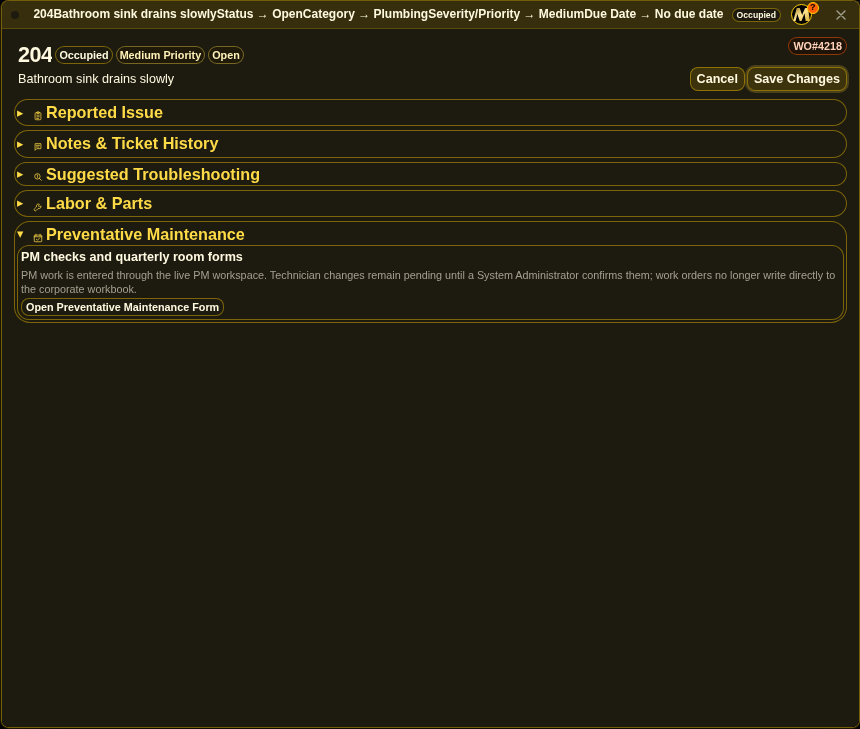 204Bathroom sink drains slowlyStatus → OpenCategory → PlumbingSeverity/Priority → MediumDue Date → No due date Occupied M ?
WO#4218
204 Occupied Medium Priority Open
Bathroom sink drains slowly
Cancel Save Changes
Reported Issue
Notes & Ticket History
Suggested Troubleshooting
Labor & Parts
Preventative Maintenance
PM checks and quarterly room forms
PM work is entered through the live PM workspace. Technician changes remain pending until a System Administrator confirms them; work orders no longer write directly to
the corporate workbook.
Open Preventative Maintenance Form